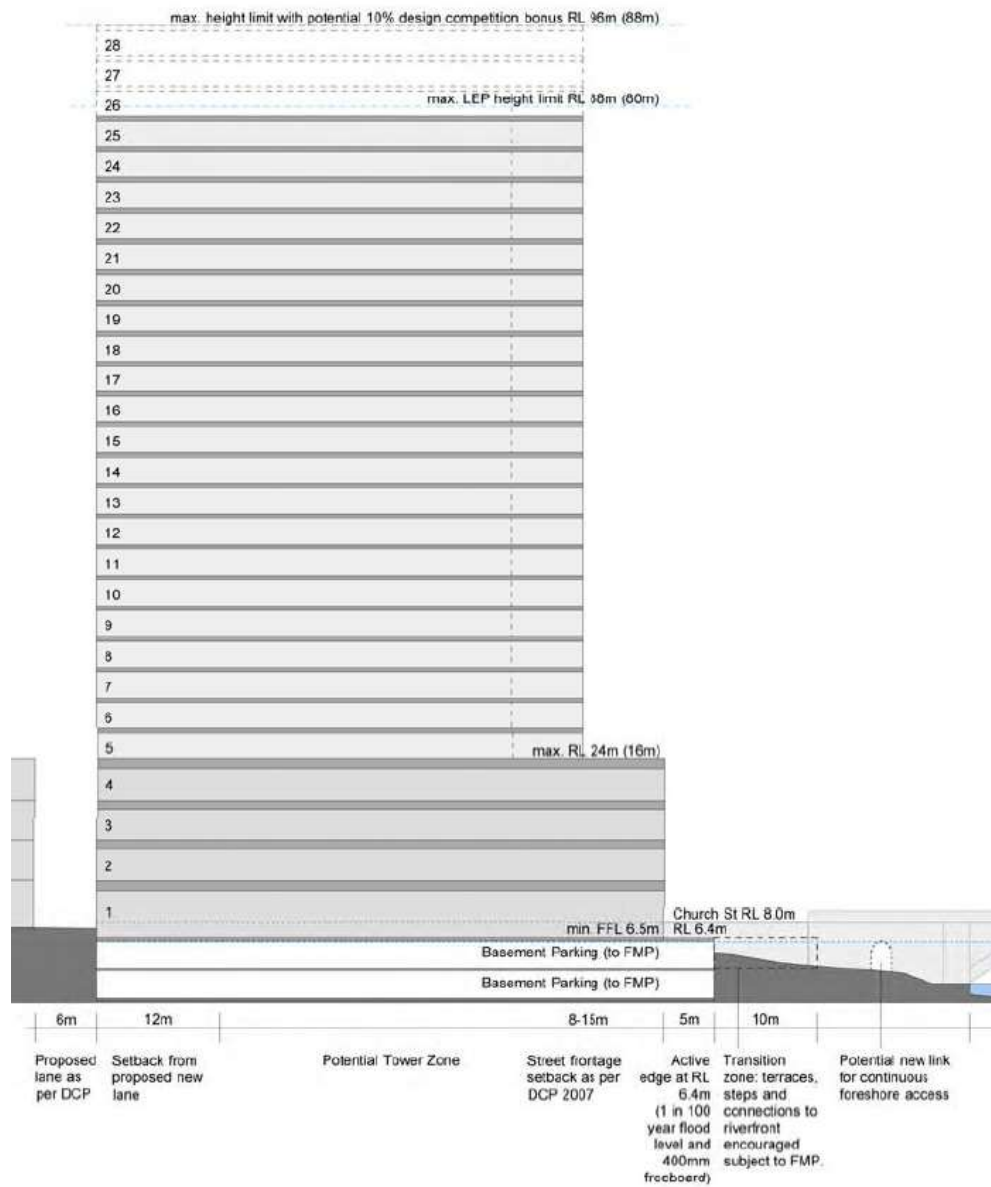 max. height limit with potential 10% design competition bonus RL 96m (88m)
28
27
max. LEP height limit RL 88m (80m)
26
25
24
23
22
21
20
19
18
17
16
15
14
13
12
11
10
9
8
7
6
5
max. RL 24m (16m)
4
3
2
1
Church St RL 8.0m
min. FFL 6.5m
RL 6.4m
Basement Parking (to FMP)
Basement Parking (to FMP)
6m
12m
8-15m
5m
10m
Proposed
lane as
per DCP
Setback from
proposed new
lane
Potential Tower Zone
Street frontage
setback as per
DCP 2007
Active
edge at RL
6.4m
(1 in 100
year flood
level and
400mm
freeboard)
Transition
zone: terraces,
steps and
connections to
riverfront
encouraged
subject to FMP.
Potential new link
for continuous
foreshore access